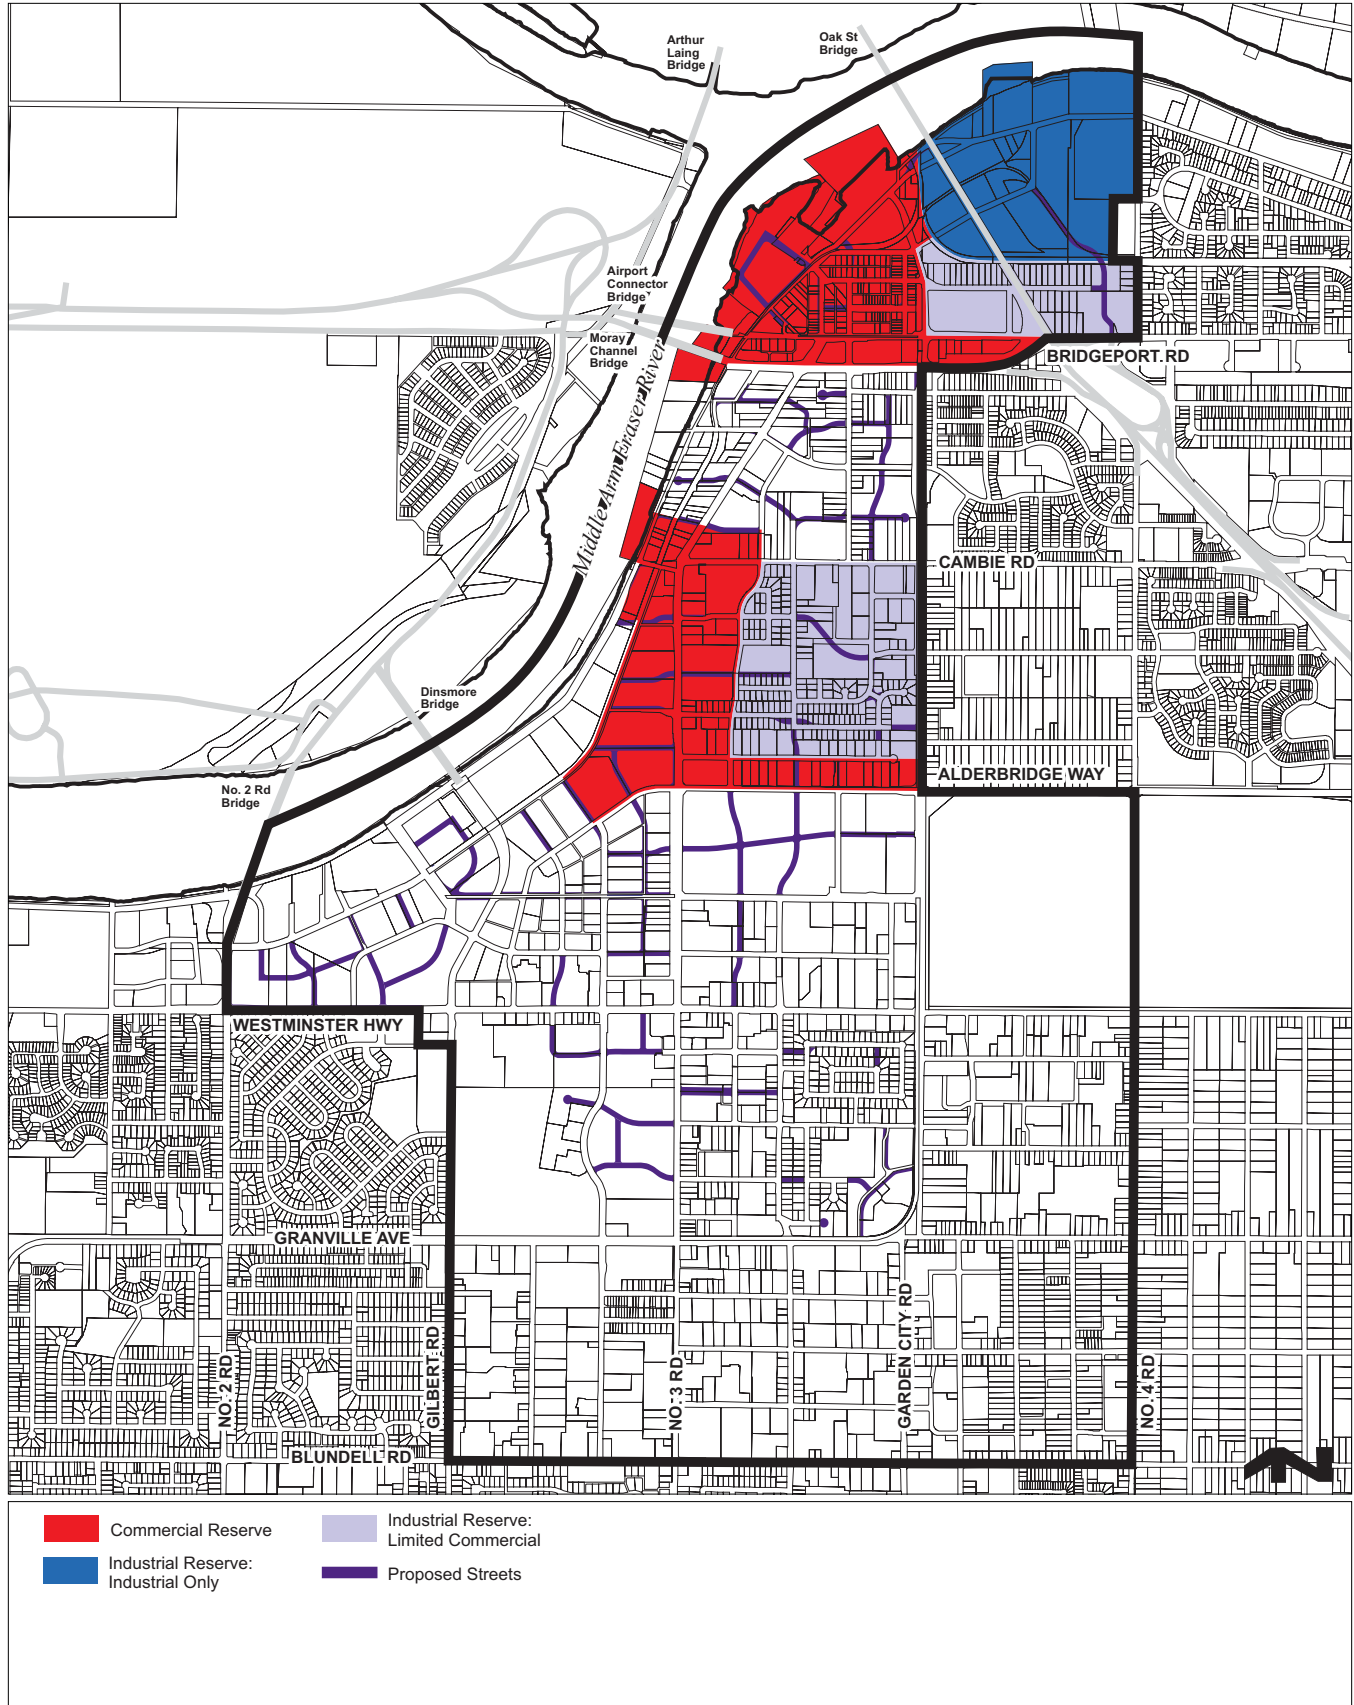 Arthur
Laing
Bridge
Oak St
Bridge
Airport
Connector
Bridge
Moray
Channel
Bridge
BRIDGEPORT RD
Middle Arm Fraser River
CAMBIE RD
Dinsmore
Bridge
ALDERBRIDGE WAY
No. 2 Rd
Bridge
WESTMINSTER HWY
GRANVILLE AVE
NO. 2 RD
GILBERT RD
NO. 3 RD
GARDEN CITY RD
NO. 4 RD
BLUNDELL RD
N
Commercial Reserve
Industrial Reserve:
Industrial Only
Industrial Reserve:
Limited Commercial
Proposed Streets